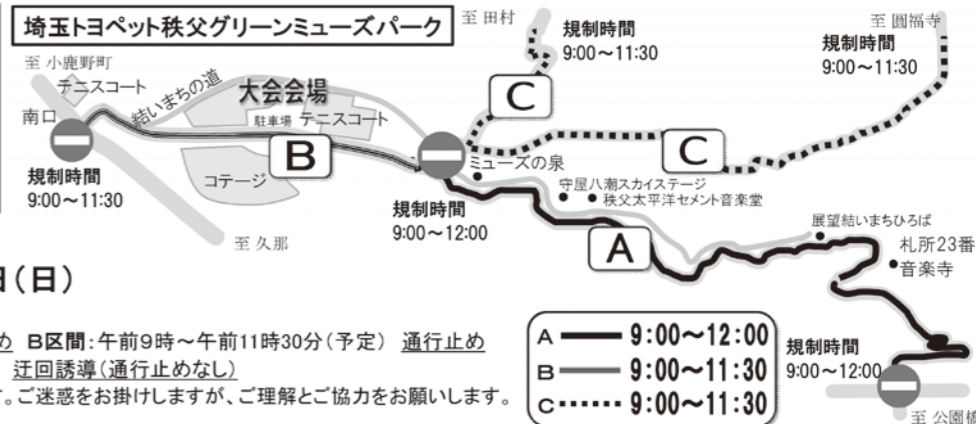 埼玉トヨペット秩父グリーンミューズパーク
至 田村
規制時間
9:00～11:30
至 圓福寺
規制時間
9:00～11:30
至 小鹿野町
テニスコート
結いまちの道
大会会場
駐車場
テニスコート
南口
C
B
C
ミューズの泉
規制時間
9:00～11:30
コテージ
規制時間
9:00～12:00
守屋八潮スカイステージ
秩父太平洋セメント音楽堂
A
展望結いまちひろば
札所23番
音楽寺
至 久那
日(日)
め B区間:午前9時～午前11時30分(予定) 通行止め
迂回誘導(通行止めなし)
す。ご迷惑をお掛けしますが、ご理解とご協力をお願いします。
A 9:00～12:00
B 9:00～11:30
C 9:00～11:30
規制時間
9:00～12:00
至 公園橋